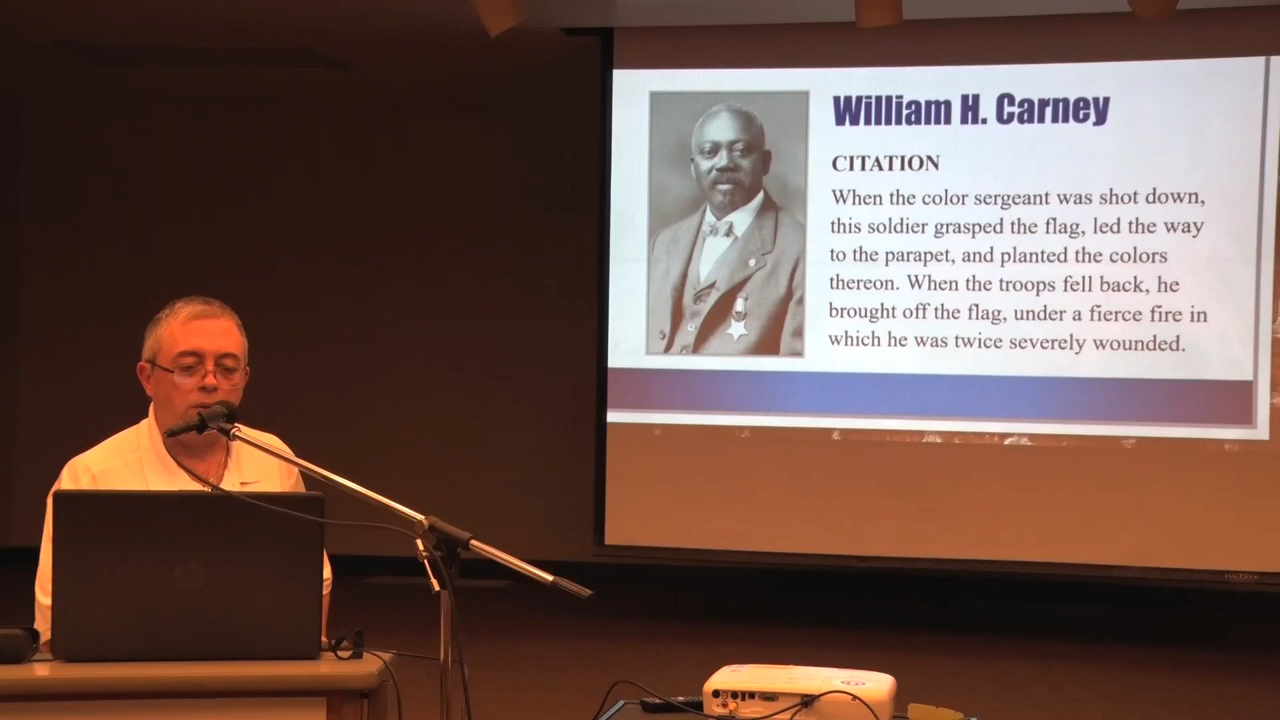 William H. Carney
CITATION
When the color sergeant was shot down,
this soldier grasped the flag, led the way
to the parapet, and planted the colors
thereon. When the troops fell back, he
brought off the flag, under a fierce fire in
which he was twice severely wounded.